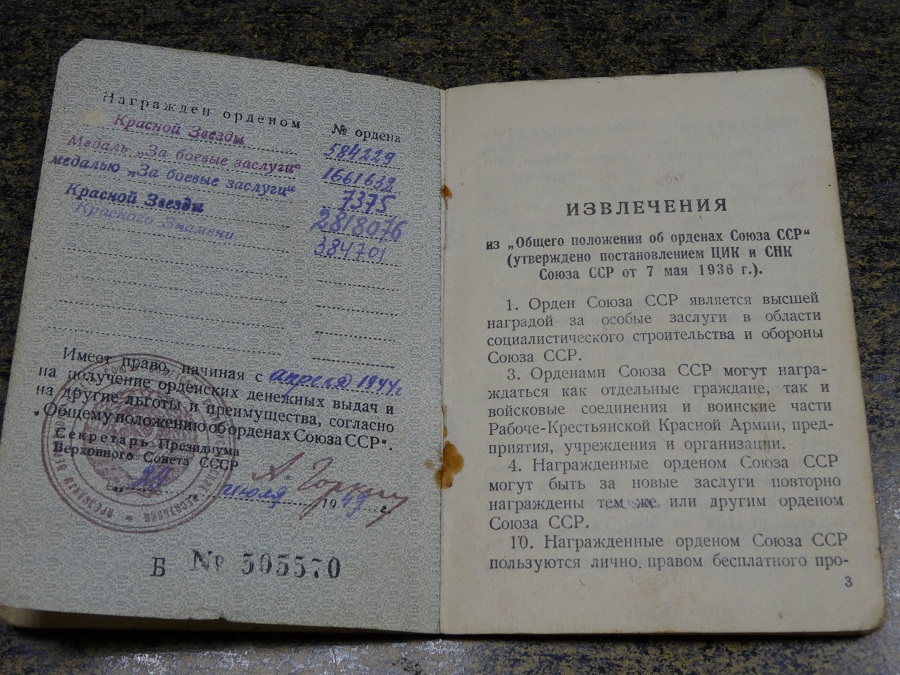 Награжден орденом № ордена
Красной Звезды 584229
Медаль „За боевые заслуги“ 1661632
медалью „За боевые заслуги“ 7375
Красной Звезды 2818076
Красного Знамени 384701
Имеет право, начиная с апреля 1944 г.
на получение орденских денежных выдач и
на другие льготы и преимущества, согласно
„Общему положению об орденах Союза ССР“.
Секретарь Президиума
Верховного Совета СССР
А. Горкин
„29“ июля 1949 г.
Б № 505570
ИЗВЛЕЧЕНИЯ
из „Общего положения об орденах Союза ССР“
(утверждено постановлением ЦИК и СНК
Союза ССР от 7 мая 1936 г.).
1. Орден Союза ССР является высшей
наградой за особые заслуги в области
социалистического строительства и обороны
Союза ССР.
3. Орденами Союза ССР могут награ-
ждаться как отдельные граждане, так и
войсковые соединения и воинские части
Рабоче-Крестьянской Красной Армии, пред-
приятия, учреждения и организации.
4. Награжденные орденом Союза ССР
могут быть за новые заслуги повторно
награждены тем же или другим орденом
Союза ССР.
10. Награжденные орденом Союза ССР
пользуются лично, правом бесплатного про-
3